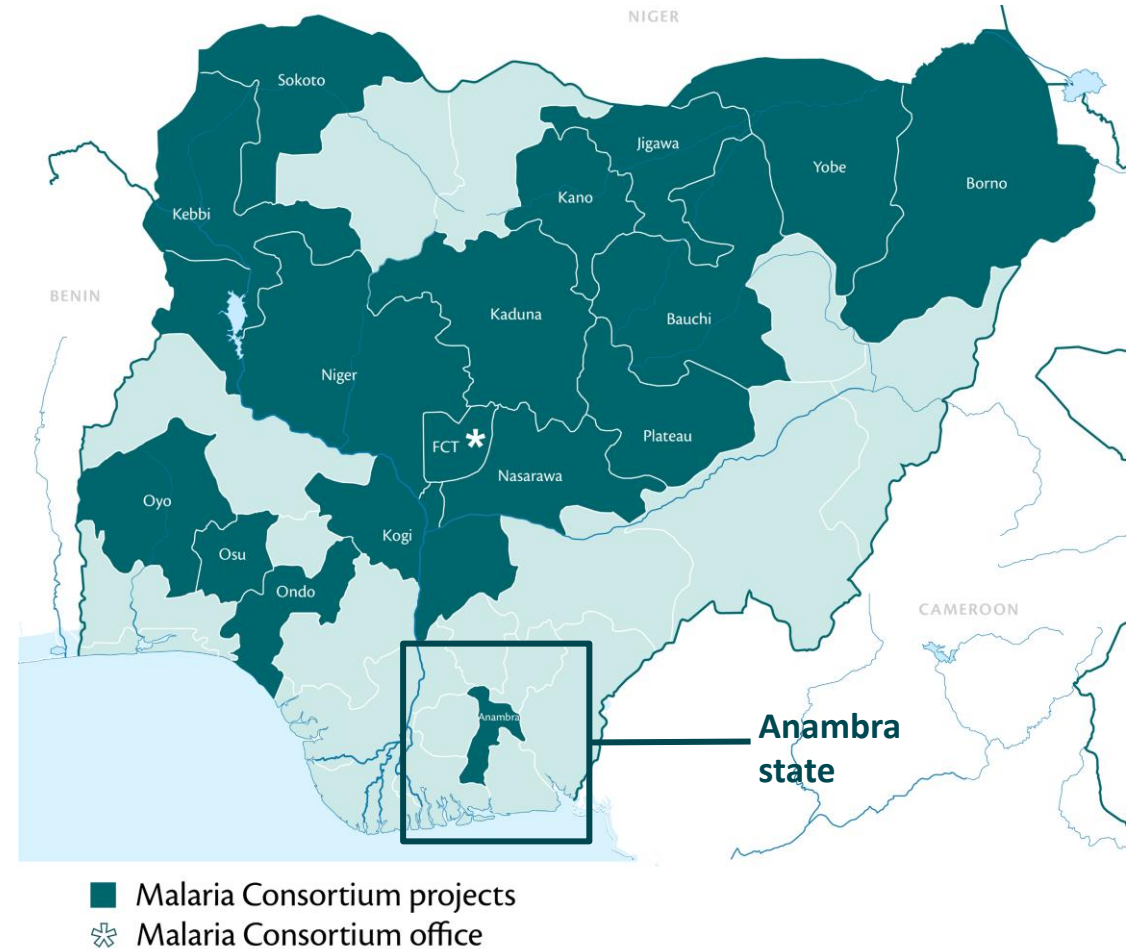 NIGER
Sokoto
Jigawa
Yobe
Borno
Kano
Kebbi
BENIN
Kaduna
Bauchi
Niger
FCT
Plateau
Nasarawa
Oyo
Kogi
Osu
Ondo
CAMEROON
Anambra
Anambra
state
Malaria Consortium projects
Malaria Consortium office